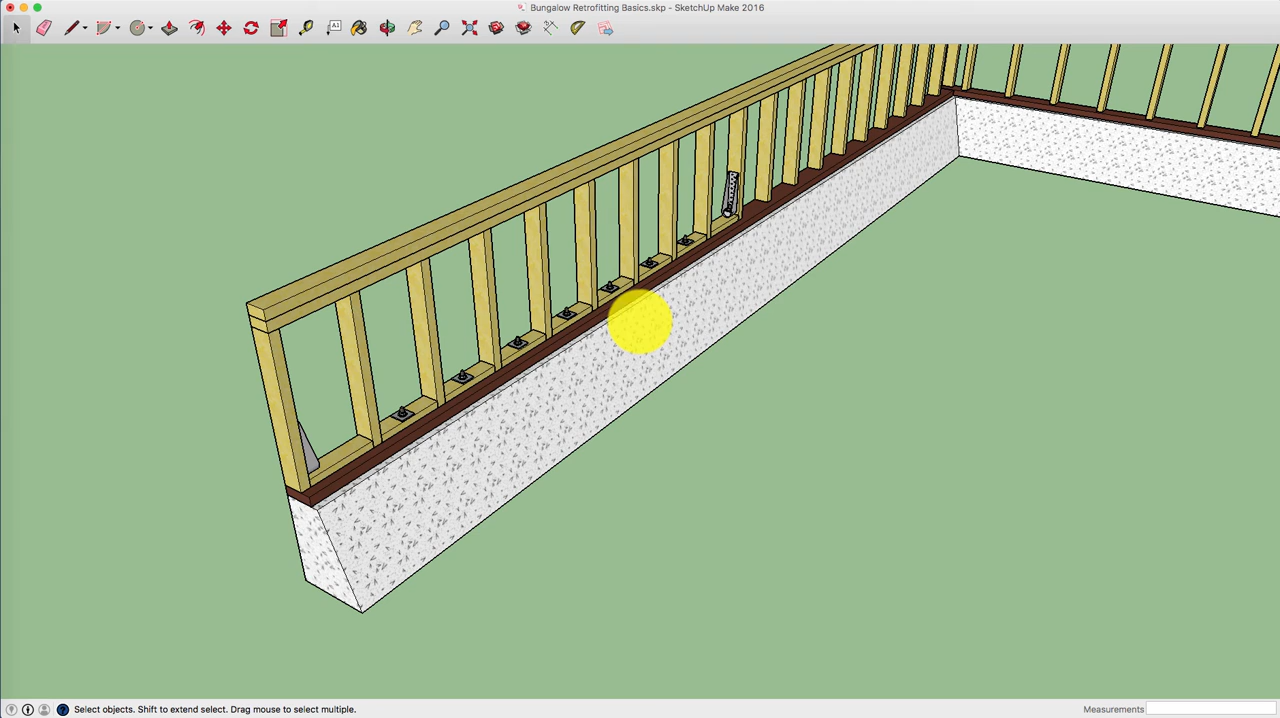 Bungalow Retrofitting Basics.skp - SketchUp Make 2016
A1
Select objects. Shift to extend select. Drag mouse to select multiple.
Measurements